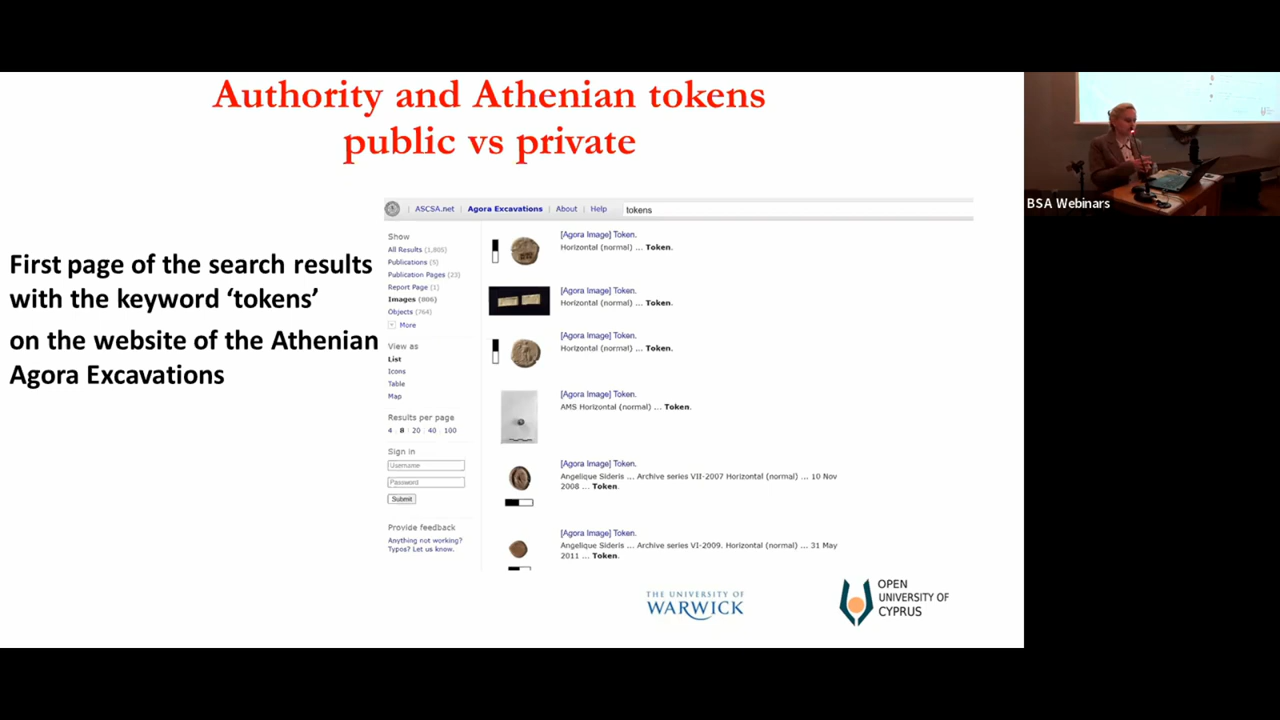 Authority and Athenian tokens
public vs private
First page of the search results
with the keyword ‘tokens’
on the website of the Athenian
Agora Excavations
ASCSA.net | Agora Excavations | About | Help
tokens
Show
All Results (1,805)
Publications (5)
Publication Pages (23)
Report Page (1)
Images (806)
Objects (764)
+ More
View as
List
Icons
Table
Map
Results per page
4 8 20 40 100
Sign in
Username
Password
Submit
Provide feedback
Anything not working?
Typos? Let us know.
[Agora Image] Token.
Horizontal (normal) ... Token.
[Agora Image] Token.
Horizontal (normal) ... Token.
[Agora Image] Token.
Horizontal (normal) ... Token.
[Agora Image] Token.
AMS Horizontal (normal) ... Token.
[Agora Image] Token.
Angelique Sideris ... Archive series VII-2007 Horizontal (normal) ... 10 Nov
2008 ... Token.
[Agora Image] Token.
Angelique Sideris ... Archive series VI-2009. Horizontal (normal) ... 31 May
2011 ... Token.
THE UNIVERSITY OF
WARWICK
OPEN
UNIVERSITY OF
CYPRUS
BSA Webinars